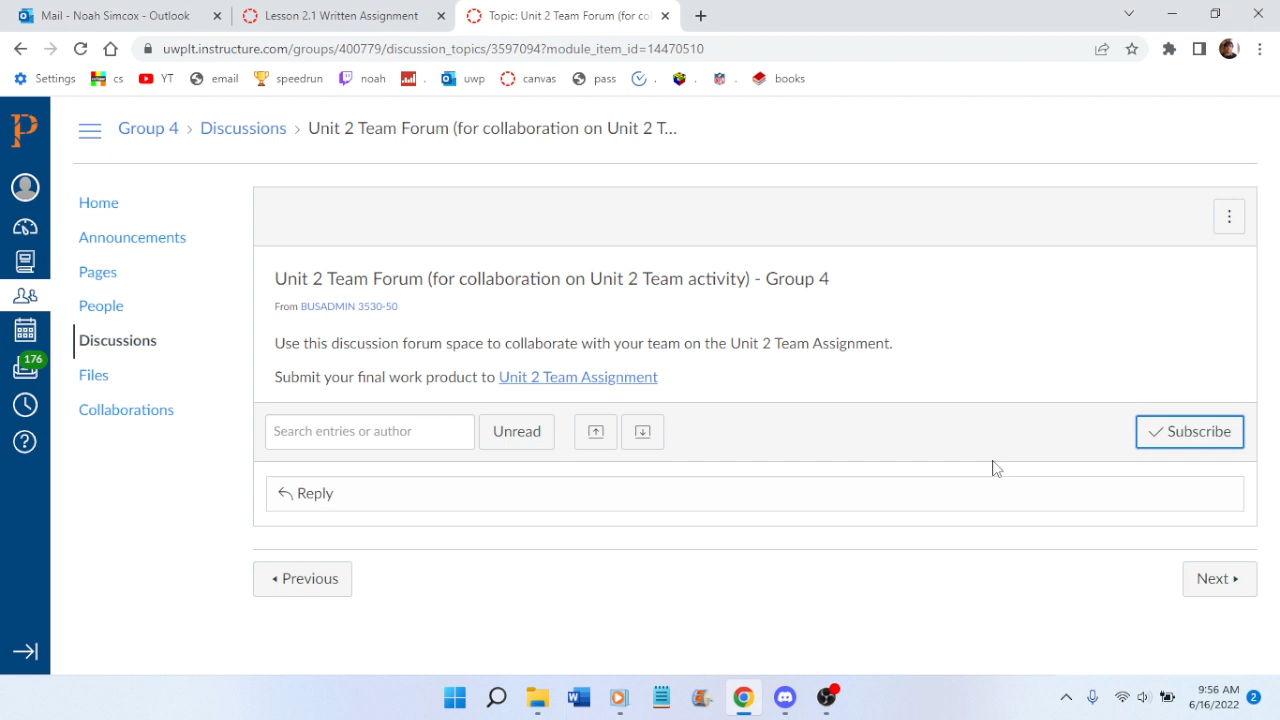 Mail - Noah Simcox - Outlook
Lesson 2.1 Written Assignment
Topic: Unit 2 Team Forum (for co
uwplt.instructure.com/groups/400779/discussion_topics/3597094?module_item_id=14470510
Settings cs YT email speedrun noah . uwp canvas pass . . . books
Group 4 › Discussions › Unit 2 Team Forum (for collaboration on Unit 2 T...
Home
Announcements
Pages
People
Discussions
176
Files
Collaborations
Unit 2 Team Forum (for collaboration on Unit 2 Team activity) - Group 4
From BUSADMIN 3530-50
Use this discussion forum space to collaborate with your team on the Unit 2 Team Assignment.
Submit your final work product to Unit 2 Team Assignment
Search entries or author
Unread
Subscribe
Reply
Previous
Next
9:56 AM
6/16/2022
2